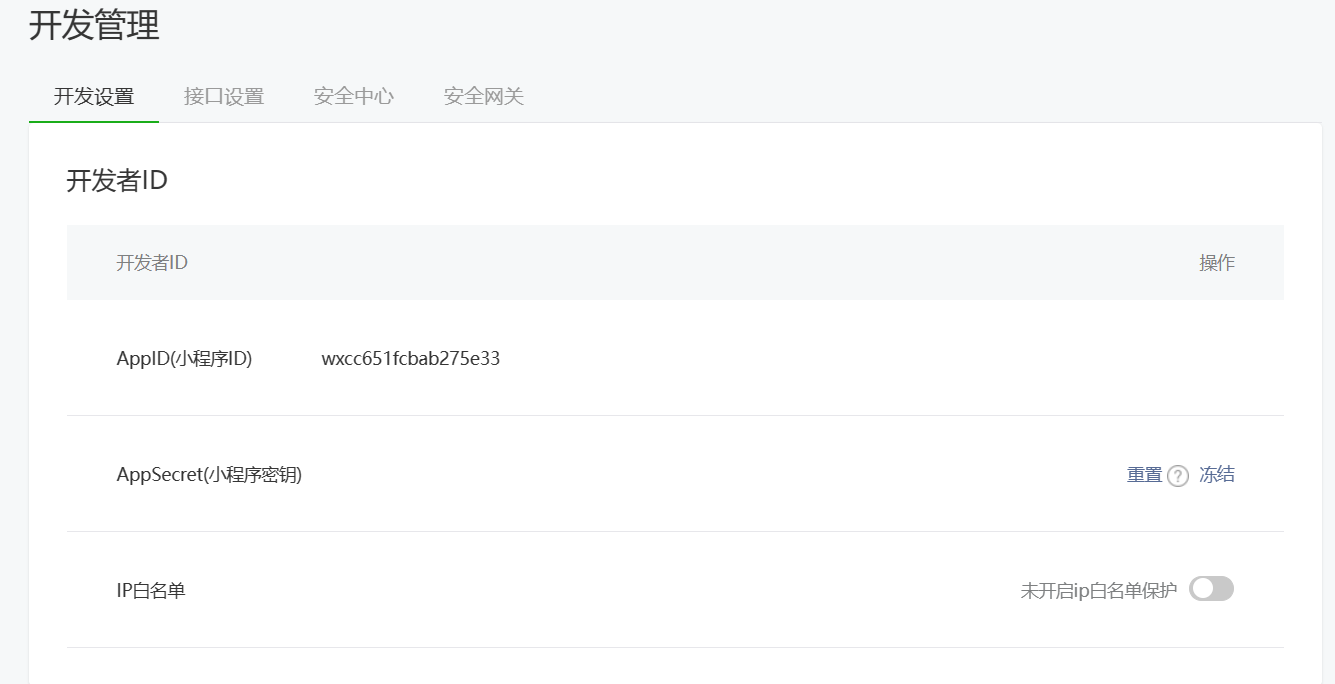 开发管理
开发设置 接口设置 安全中心 安全网关
开发者ID
开发者ID 操作
AppID(小程序ID) wxcc651fcbab275e33
AppSecret(小程序密钥) 重置 ? 冻结
IP白名单 未开启ip白名单保护